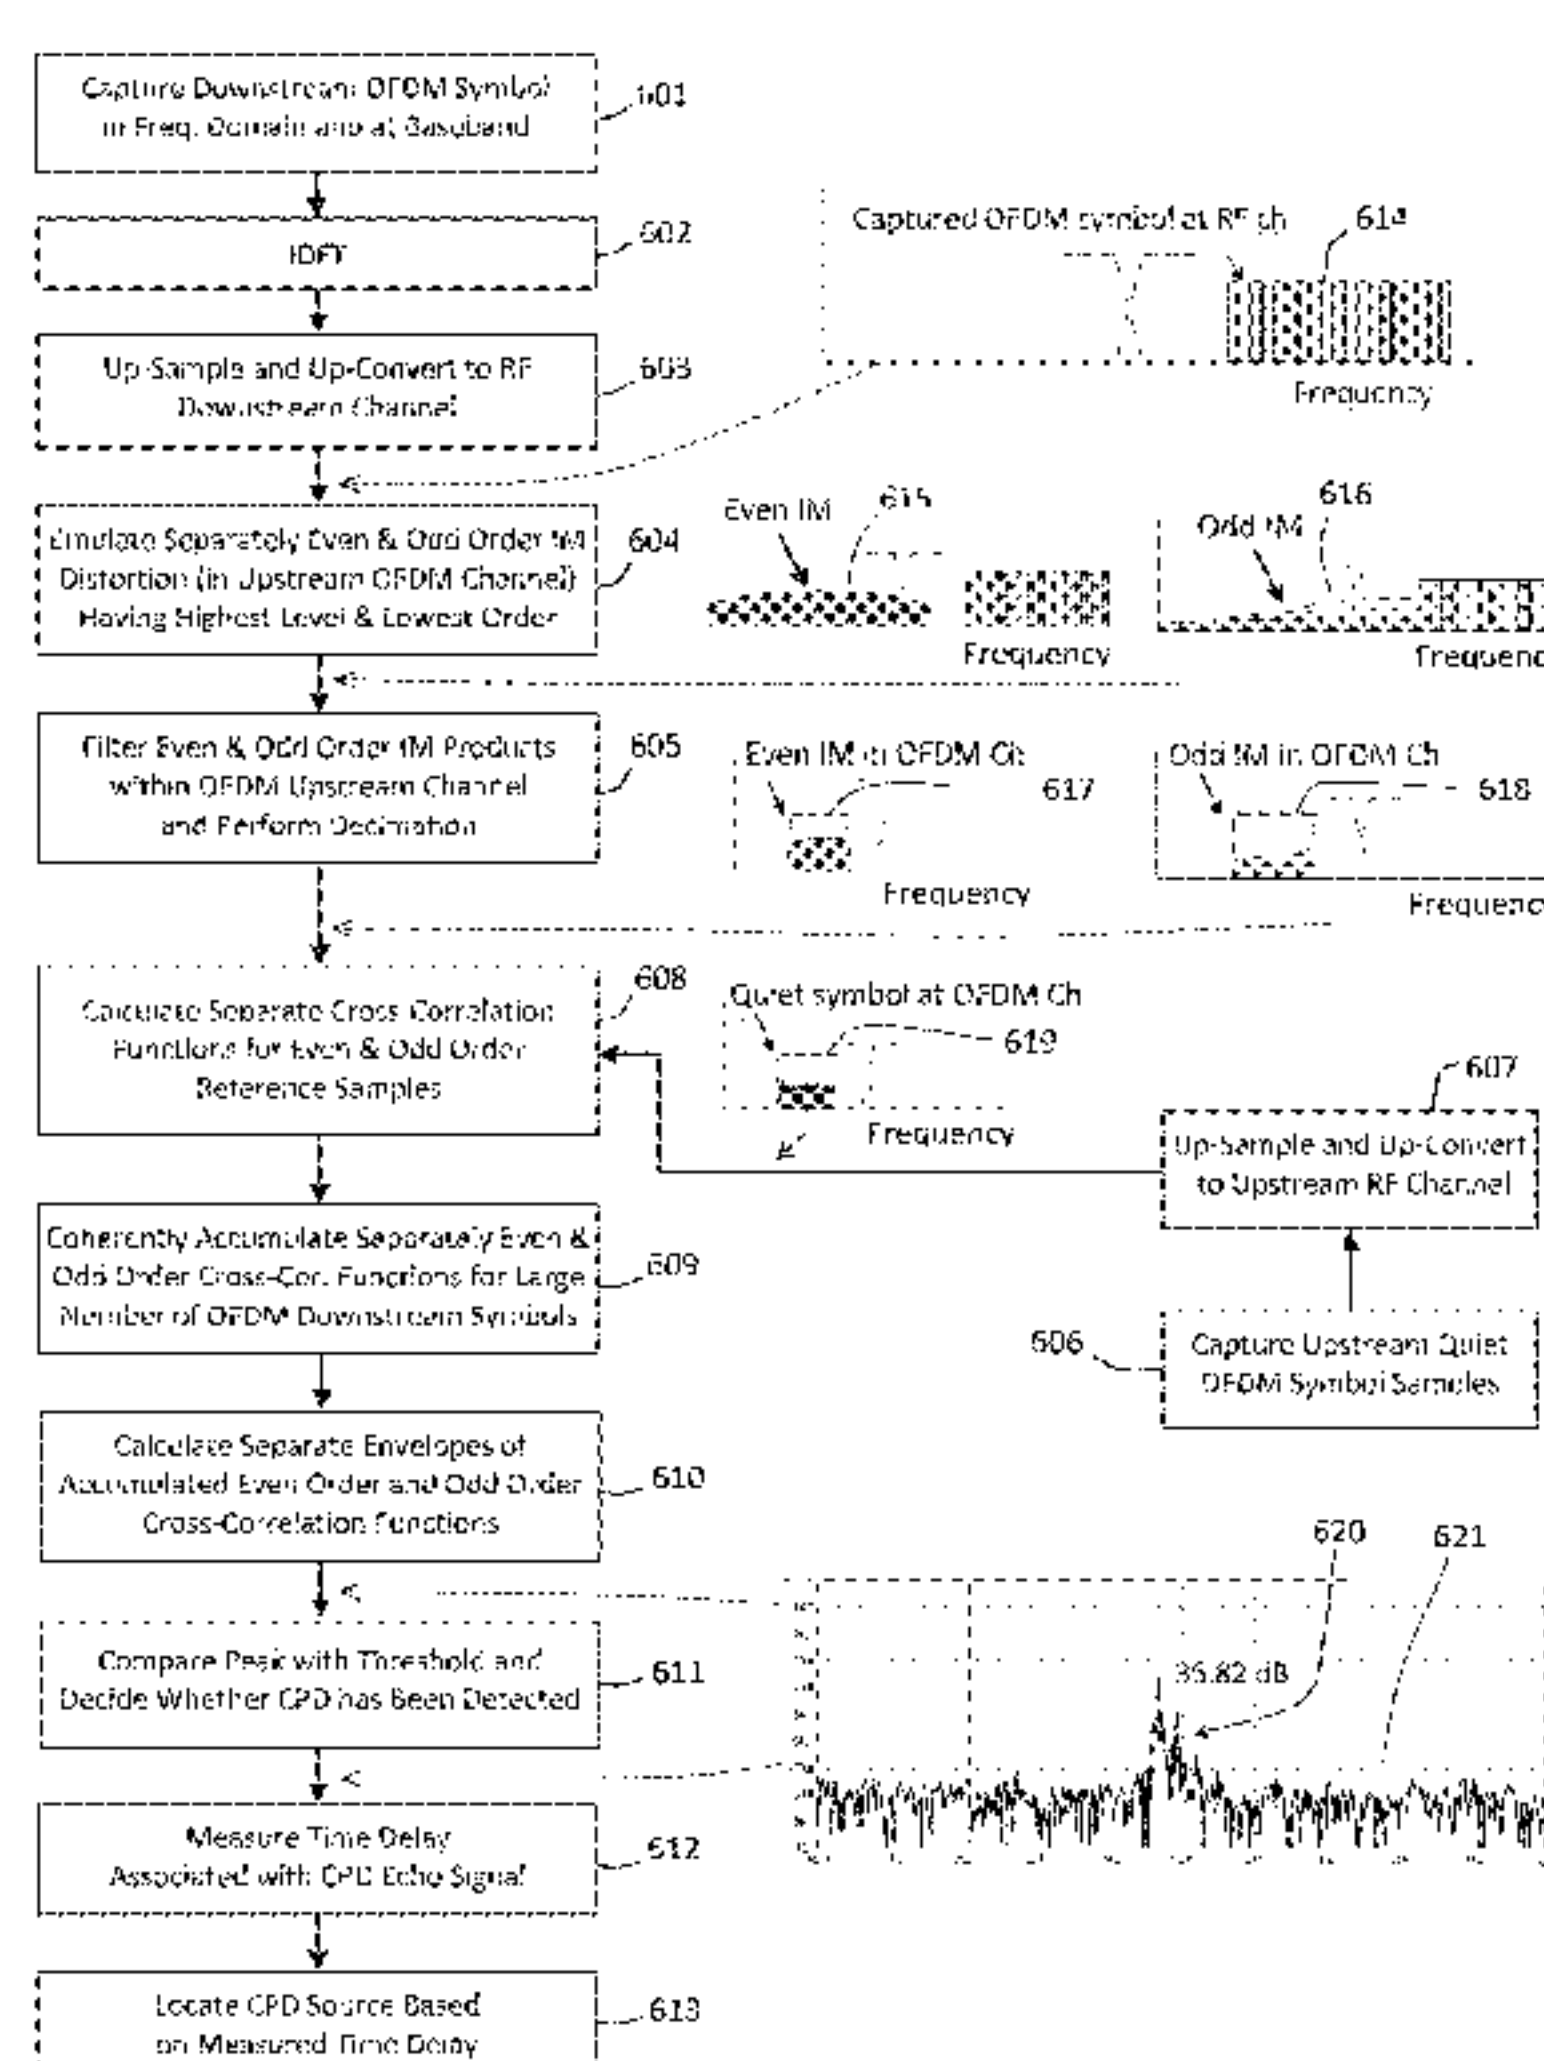 Capture Downstream OFDM Symbol
in Freq. Domain and at Baseband
601
IDFT
602
Up-Sample and Up-Convert to RF
Downstream Channel
603
Captured OFDM symbol at RF ch
614
Frequency
Emulate Separately Even & Odd Order IM
Distortion (in Upstream OFDM Channel)
Having Highest Level & Lowest Order
604
Even IM
615
Frequency
Odd IM
616
Frequenc
Filter Even & Odd Order IM Products
within OFDM Upstream Channel
and Perform Decimation
605
Even IM in OFDM Ch
617
Frequency
Odd IM in OFDM Ch
618
Frequenc
Calculate Separate Cross-Correlation
Functions for Even & Odd Order
Reference Samples
608
Quiet symbol at OFDM Ch
619
Frequency
607
Up-Sample and Up-Convert
to Upstream RF Channel
Coherently Accumulate Separately Even &
Odd Order Cross-Cor. Functions for Large
Number of OFDM Downstream Symbols
609
606
Capture Upstream Quiet
OFDM Symbol Samples
Calculate Separate Envelopes of
Accumulated Even Order and Odd Order
Cross-Correlation Functions
610
620
621
35.82 dB
Compare Peak with Threshold and
Decide Whether CPD has Been Detected
611
Measure Time Delay
Associated with CPD Echo Signal
612
Locate CPD Source Based
on Measured Time Delay
613